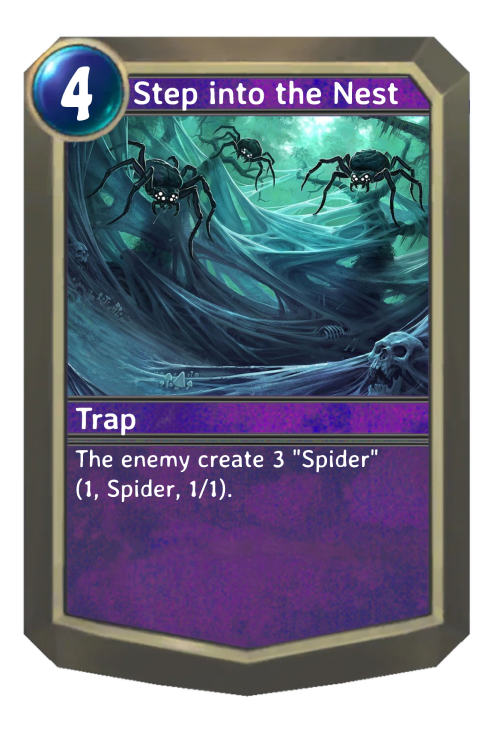 4
Step into the Nest
Trap
The enemy create 3 "Spider"
(1, Spider, 1/1).